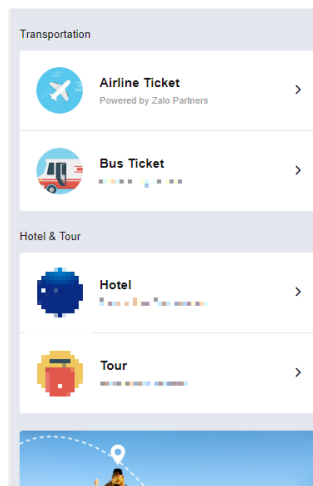 Transportation
Airline Ticket
Powered by Zalo Partners
Bus Ticket
Hotel & Tour
Hotel
Tour